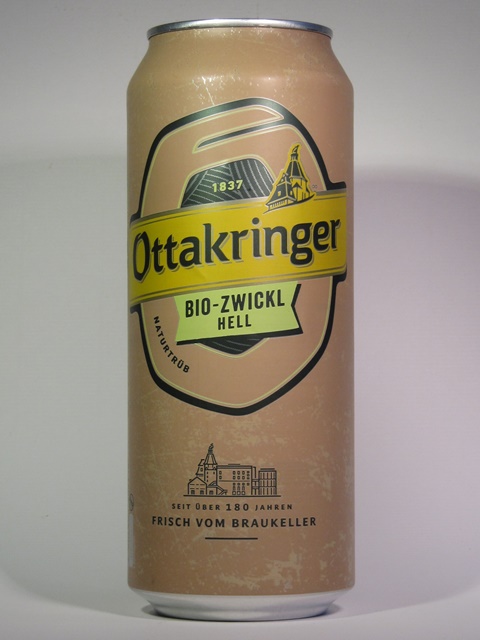 1837
Ottakringer
BIO-ZWICKL
HELL
NATURTRÜB
SEIT ÜBER 180 JAHREN
FRISCH VOM BRAUKELLER